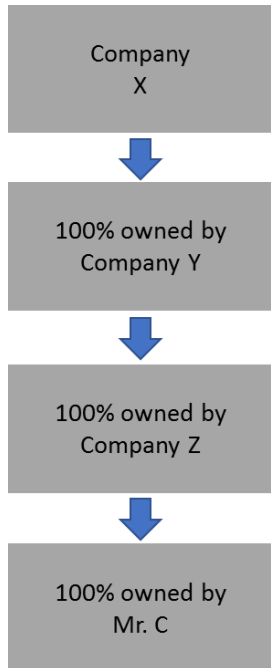 Company
X
100% owned by
Company Y
100% owned by
Company Z
100% owned by
Mr. C